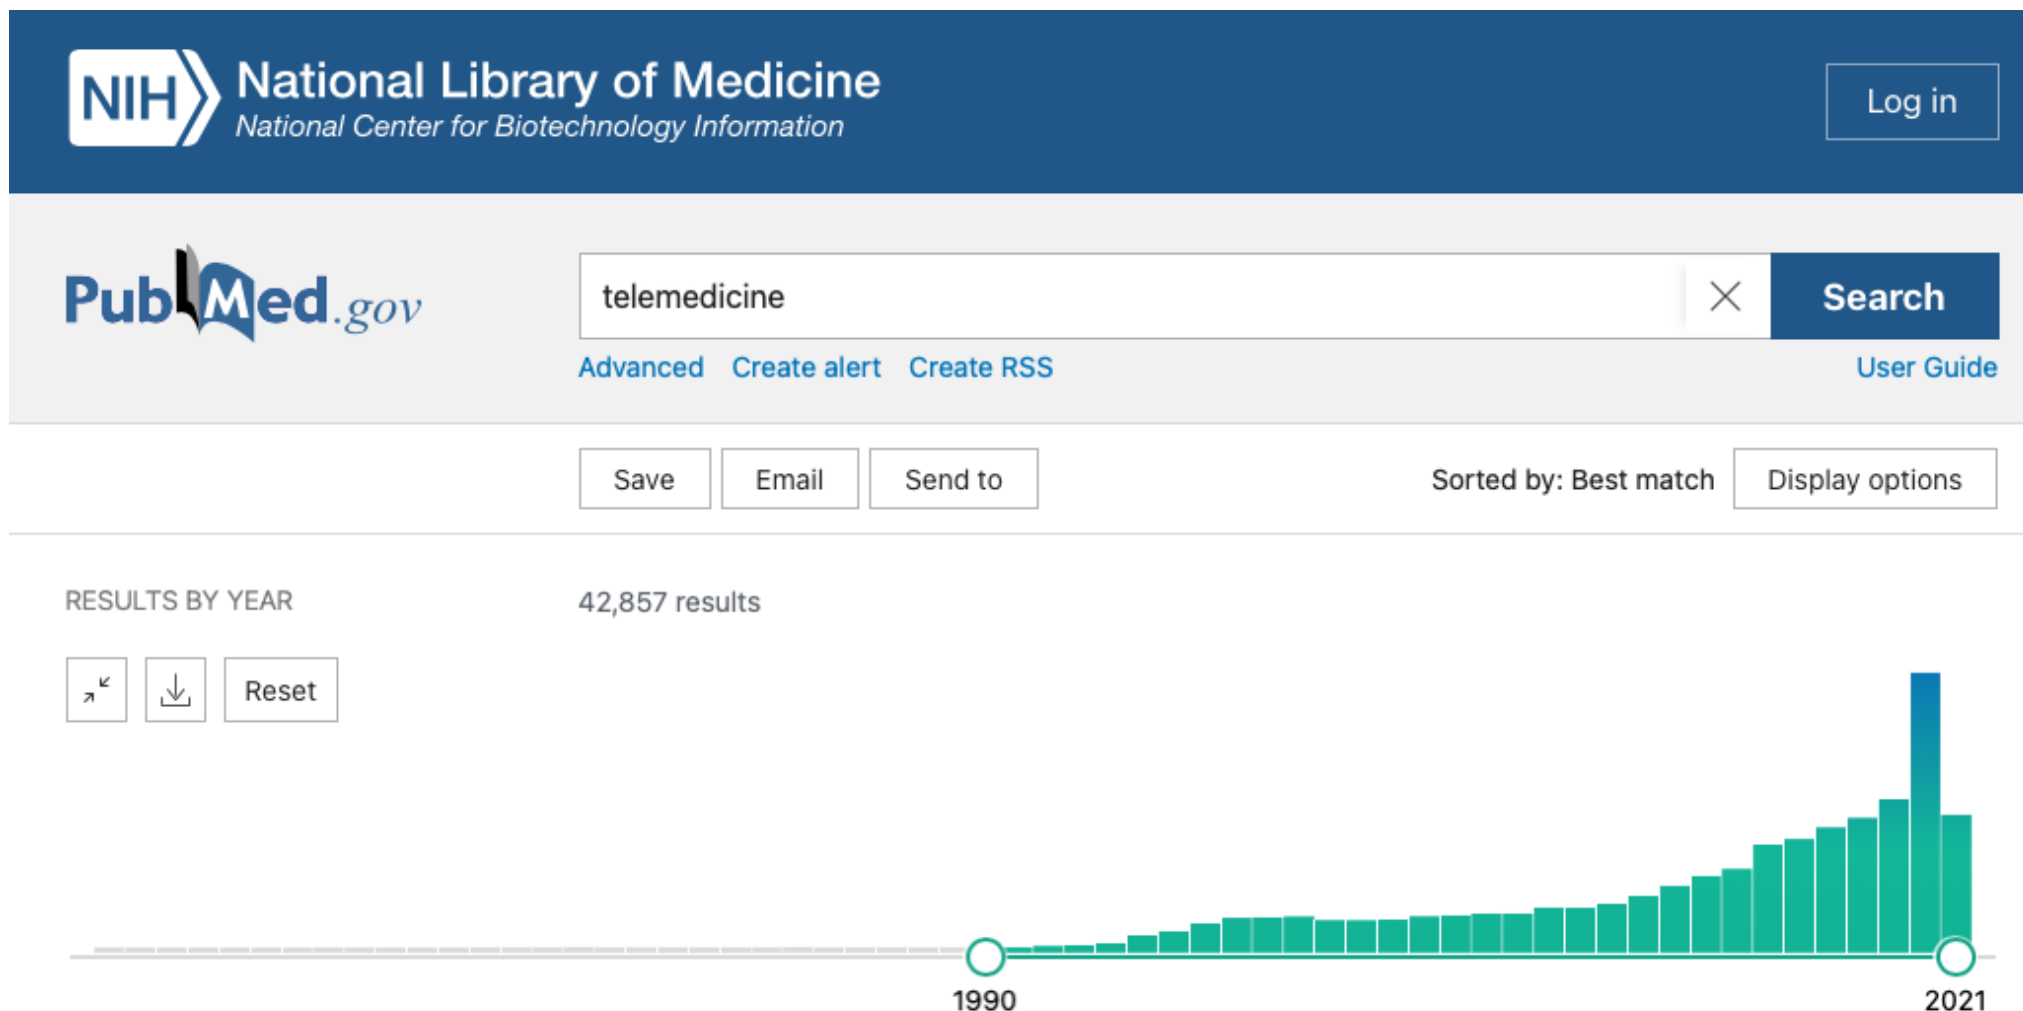 NIH
National Library of Medicine
National Center for Biotechnology Information
Log in
PubMed.gov
telemedicine
Search
Advanced Create alert Create RSS
User Guide
Save Email Send to
Sorted by: Best match Display options
RESULTS BY YEAR
42,857 results
Reset
1990
2021